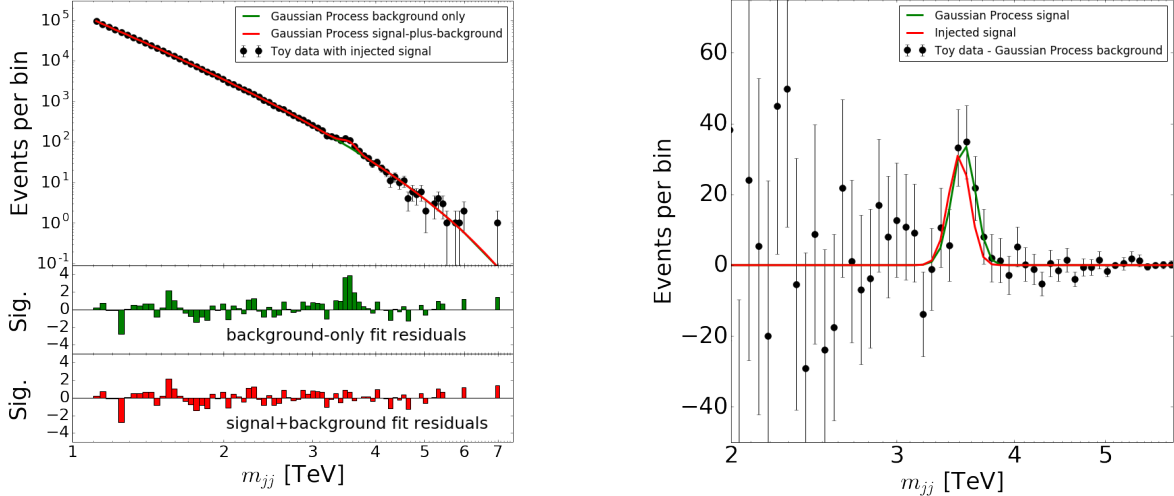 Gaussian Process background only
Gaussian Process signal-plus-background
Toy data with injected signal
Events per bin
10^5
10^4
10^3
10^2
10^1
10^0
10^-1
Sig.
4
2
0
−2
−4
background-only fit residuals
Sig.
4
2
0
−2
−4
signal+background fit residuals
1 2 3 4 5 6 7
m_jj [TeV]
Gaussian Process signal
Injected signal
Toy data - Gaussian Process background
Events per bin
60
40
20
0
−20
−40
2 3 4 5
m_jj [TeV]